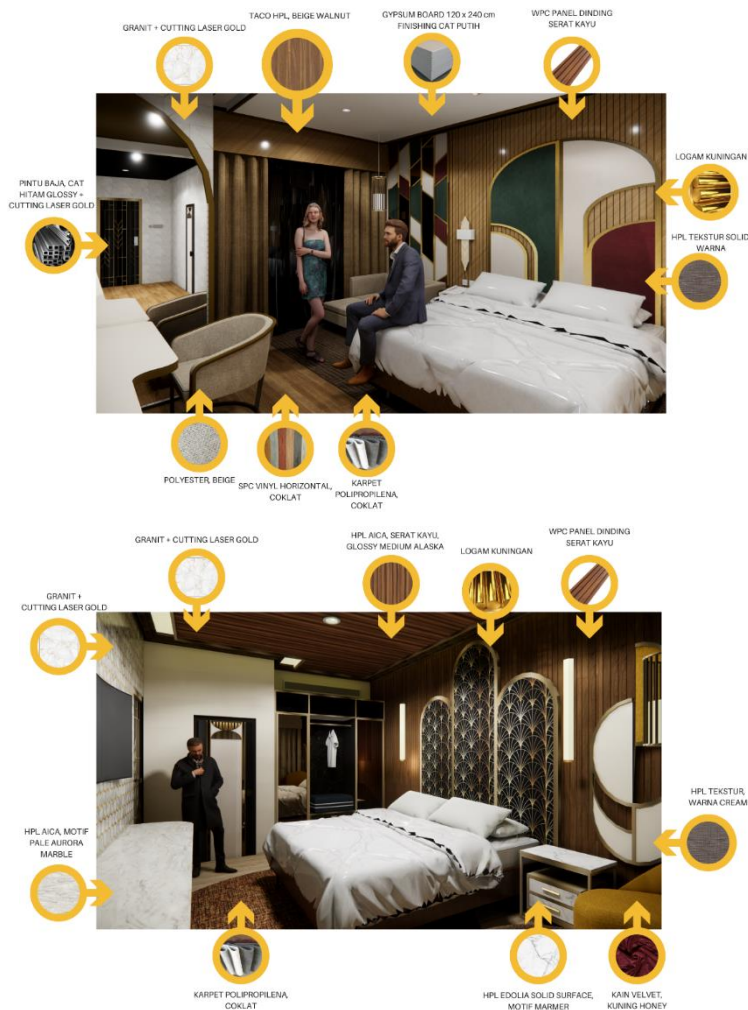 GRANIT + CUTTING LASER GOLD
TACO HPL, BEIGE WALNUT
GYPSUM BOARD 120 x 240 cm
FINISHING CAT PUTIH
WPC PANEL DINDING
SERAT KAYU
PINTU BAJA, CAT
HITAM GLOSSY +
CUTTING LASER GOLD
LOGAM KUNINGAN
HPL TEKSTUR SOLID
WARNA
POLYESTER, BEIGE
SPC VINYL HORIZONTAL,
COKLAT
KARPET
POLIPROPILENA,
COKLAT
GRANIT + CUTTING LASER GOLD
HPL AICA, SERAT KAYU,
GLOSSY MEDIUM ALASKA
LOGAM KUNINGAN
WPC PANEL DINDING
SERAT KAYU
GRANIT +
CUTTING LASER GOLD
HPL AICA, MOTIF
PALE AURORA
MARBLE
HPL TEKSTUR,
WARNA CREAM
KARPET POLIPROPILENA,
COKLAT
HPL EDOLIA SOLID SURFACE,
MOTIF MARMER
KAIN VELVET,
KUNING HONEY